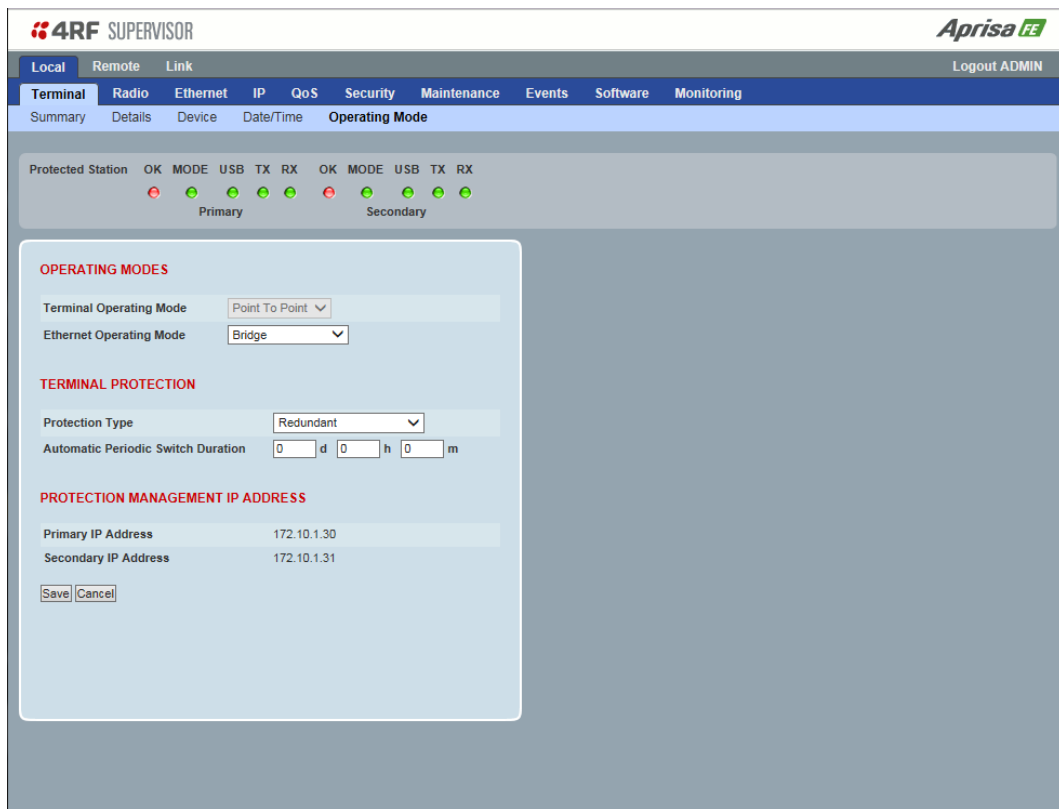 4RF SUPERVISOR
Aprisa FE
Local Remote Link Logout ADMIN
Terminal Radio Ethernet IP QoS Security Maintenance Events Software Monitoring
Summary Details Device Date/Time Operating Mode
Protected Station OK MODE USB TX RX OK MODE USB TX RX
Primary Secondary
OPERATING MODES
Terminal Operating Mode Point To Point
Ethernet Operating Mode Bridge
TERMINAL PROTECTION
Protection Type Redundant
Automatic Periodic Switch Duration 0 d 0 h 0 m
PROTECTION MANAGEMENT IP ADDRESS
Primary IP Address 172.10.1.30
Secondary IP Address 172.10.1.31
Save Cancel